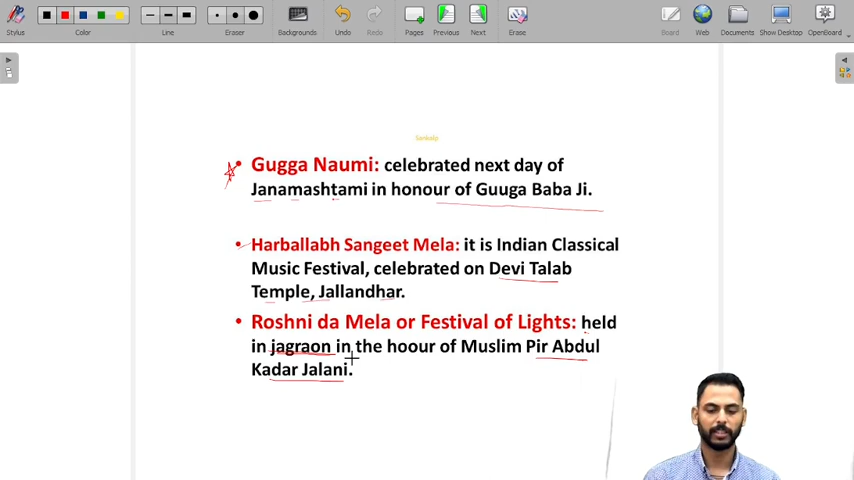 Stylus
Color
Line
Eraser
Backgrounds
Undo
Redo
Pages
Previous
Next
Erase
Board
Web
Documents
Show Desktop
OpenBoard
Sankalp
• Gugga Naumi: celebrated next day of
Janamashtami in honour of Guuga Baba Ji.
• Harballabh Sangeet Mela: it is Indian Classical
Music Festival, celebrated on Devi Talab
Temple, Jallandhar.
• Roshni da Mela or Festival of Lights: held
in jagraon in the hoour of Muslim Pir Abdul
Kadar Jalani.